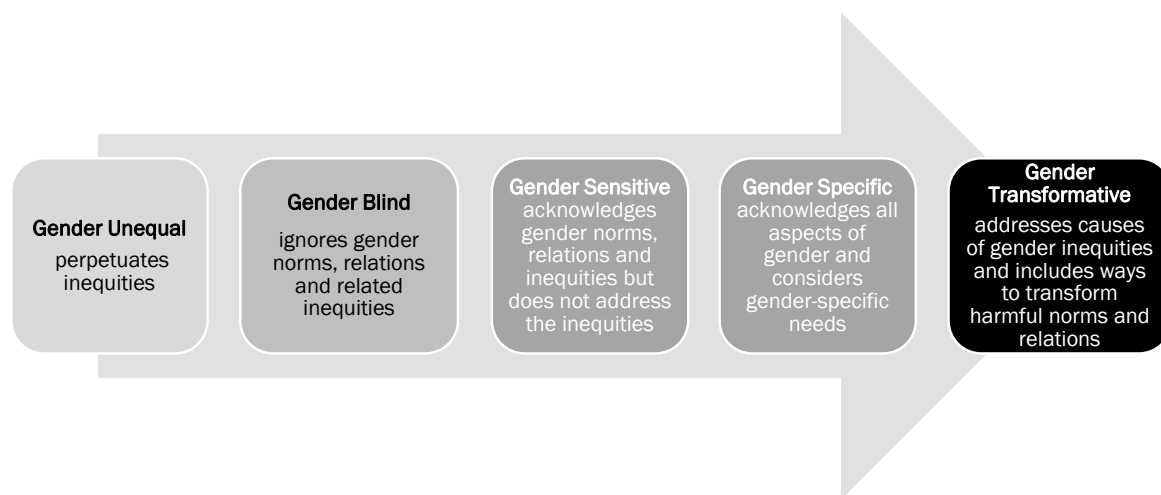 Gender Unequal
perpetuates
inequities
Gender Blind
ignores gender
norms, relations
and related
inequities
Gender Sensitive
acknowledges
gender norms,
relations and
inequities but
does not address
the inequities
Gender Specific
acknowledges all
aspects of
gender and
considers
gender-specific
needs
Gender
Transformative
addresses causes
of gender inequities
and includes ways
to transform
harmful norms and
relations